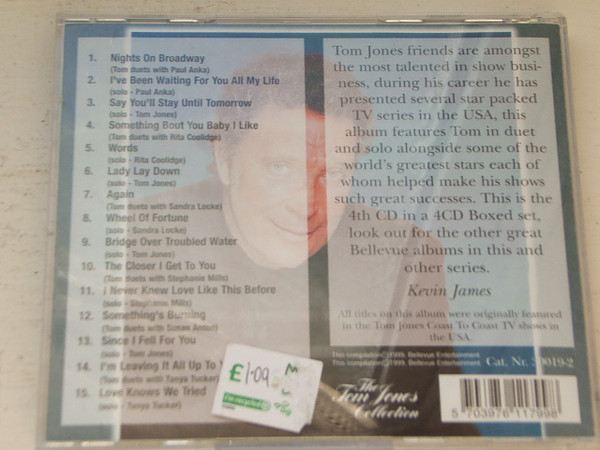 1. Nights On Broadway
(Tom duets with Paul Anka)
2. I've Been Waiting For You All My Life
(solo - Paul Anka)
3. Say You'll Stay Until Tomorrow
(solo - Tom Jones)
4. Something Bout You Baby I Like
(Tom duets with Rita Coolidge)
5. Words
(solo - Rita Coolidge)
6. Lady Lay Down
(solo - Tom Jones)
7. Again
(Tom duets with Sandra Locke)
8. Wheel Of Fortune
(solo - Sandra Locke)
9. Bridge Over Troubled Water
(solo - Tom Jones)
10. The Closer I Get To You
(Tom duets with Stephanie Mills)
11. I Never Knew Love Like This Before
(solo - Stephanie Mills)
12. Something's Burning
(Tom duets with Susan Anton)
13. Since I Fell For You
(solo - Tom Jones)
14. I'm Leaving It All Up To
(Tom duets with Tanya Tucker)
15. Love Knows We Tried
(solo - Tanya Tucker)
£1.09
M
Tom Jones friends are amongst
the most talented in show busi-
ness, during his career he has
presented several star packed
TV series in the USA, this
album features Tom in duet
and solo alongside some of the
world's greatest stars each of
whom helped make his shows
such great successes. This is the
4th CD in a 4CD Boxed set,
look out for the other great
Bellevue albums in this and
other series.
Kevin James
All titles on this album were originally featured
in the Tom Jones Coast To Coast TV shows in
the USA.
This compilation 1999. Bellevue Entertainment
This compilation 1999. Bellevue Entertainment
Cat. Nr. 50019-2
The
Tom Jones
Collection
5 703976 117998